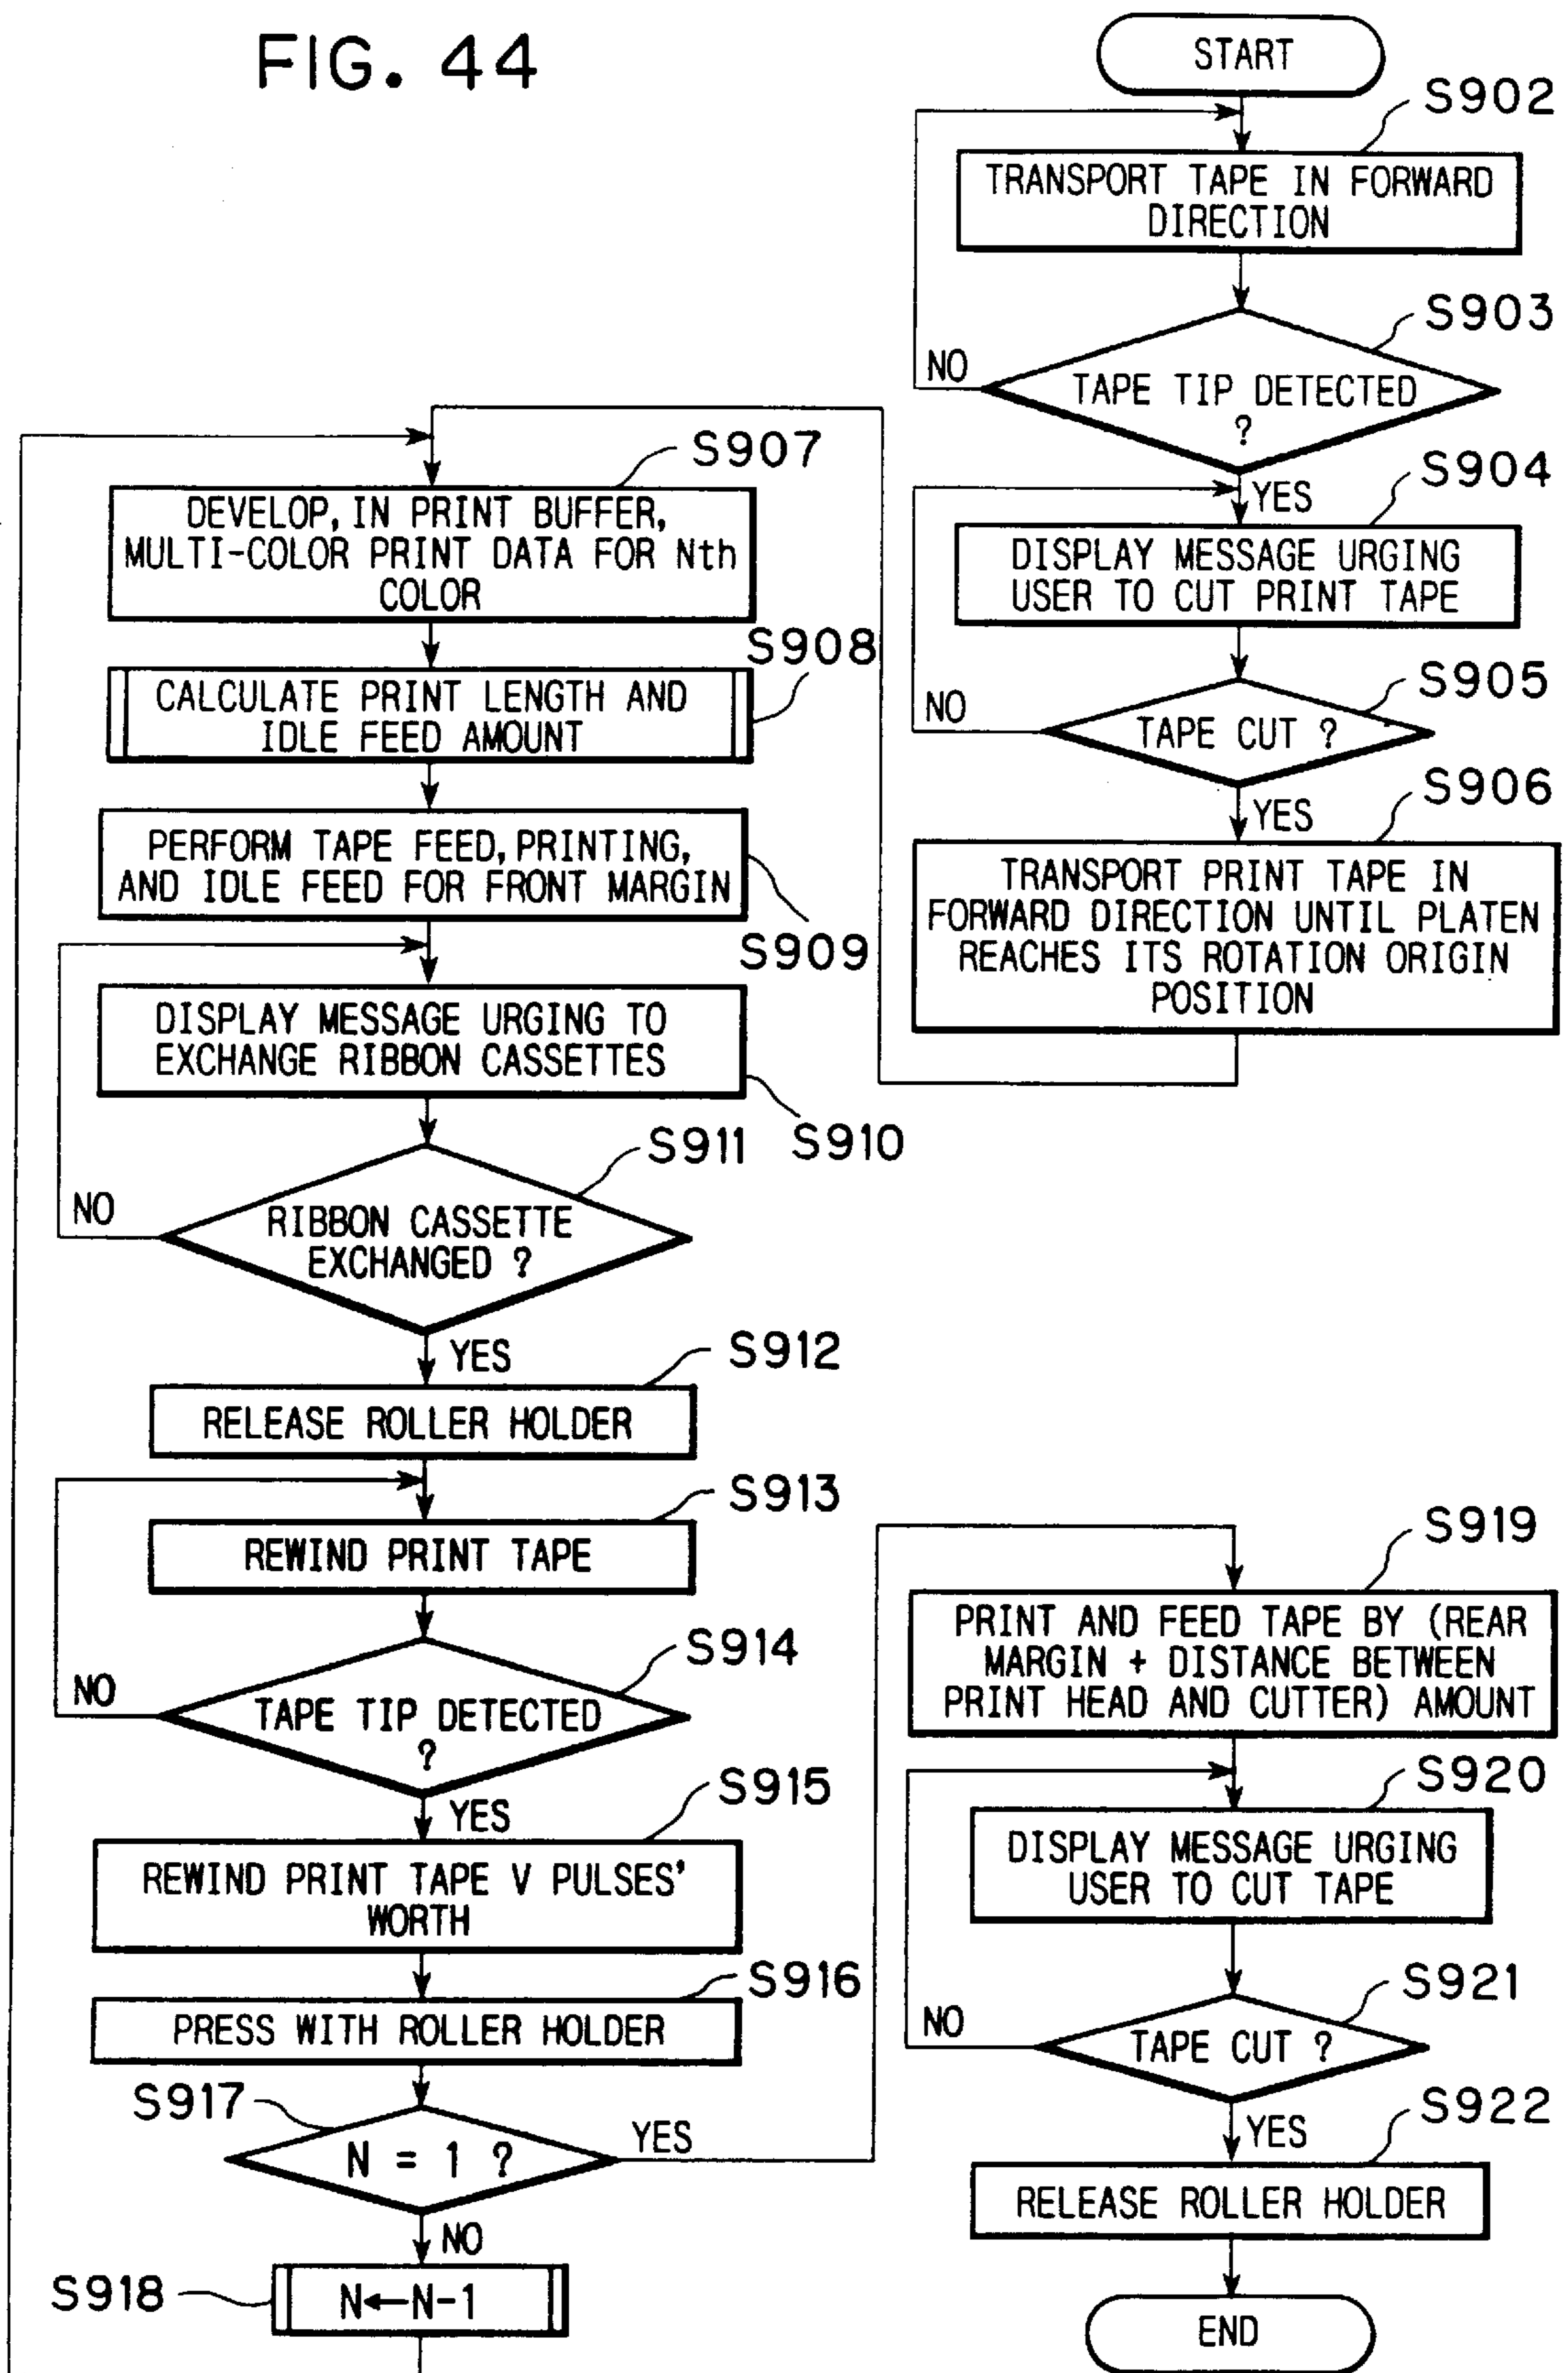 FIG. 44
START
S902
TRANSPORT TAPE IN FORWARD
DIRECTION
S903
TAPE TIP DETECTED
?
NO
YES
S904
DISPLAY MESSAGE URGING
USER TO CUT PRINT TAPE
S905
TAPE CUT ?
NO
YES
S906
TRANSPORT PRINT TAPE IN
FORWARD DIRECTION UNTIL PLATEN
REACHES ITS ROTATION ORIGIN
POSITION
S907
DEVELOP, IN PRINT BUFFER,
MULTI-COLOR PRINT DATA FOR Nth
COLOR
S908
CALCULATE PRINT LENGTH AND
IDLE FEED AMOUNT
PERFORM TAPE FEED, PRINTING,
AND IDLE FEED FOR FRONT MARGIN
S909
DISPLAY MESSAGE URGING TO
EXCHANGE RIBBON CASSETTES
S910
S911
RIBBON CASSETTE
EXCHANGED ?
NO
YES
S912
RELEASE ROLLER HOLDER
S913
REWIND PRINT TAPE
S914
TAPE TIP DETECTED
?
NO
YES
S915
REWIND PRINT TAPE V PULSES'
WORTH
S916
PRESS WITH ROLLER HOLDER
S917
N = 1 ?
YES
NO
S918
N←N-1
S919
PRINT AND FEED TAPE BY (REAR
MARGIN + DISTANCE BETWEEN
PRINT HEAD AND CUTTER) AMOUNT
S920
DISPLAY MESSAGE URGING
USER TO CUT TAPE
S921
TAPE CUT ?
NO
YES
S922
RELEASE ROLLER HOLDER
END